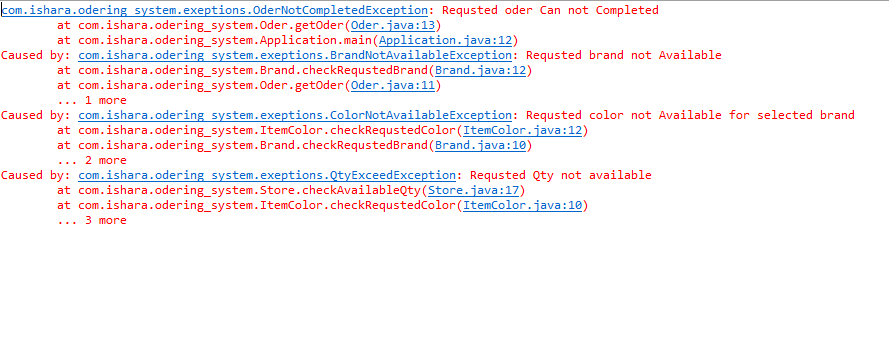 com.ishara.odering_system.exeptions.OderNotCompletedException: Requsted oder Can not Completed
at com.ishara.odering_system.Oder.getOder(Oder.java:13)
at com.ishara.odering_system.Application.main(Application.java:12)
Caused by: com.ishara.odering_system.exeptions.BrandNotAvailableException: Requsted brand not Available
at com.ishara.odering_system.Brand.checkRequstedBrand(Brand.java:12)
at com.ishara.odering_system.Oder.getOder(Oder.java:11)
... 1 more
Caused by: com.ishara.odering_system.exeptions.ColorNotAvailableException: Requsted color not Available for selected brand
at com.ishara.odering_system.ItemColor.checkRequstedColor(ItemColor.java:12)
at com.ishara.odering_system.Brand.checkRequstedBrand(Brand.java:10)
... 2 more
Caused by: com.ishara.odering_system.exeptions.QtyExceedException: Requsted Qty not available
at com.ishara.odering_system.Store.checkAvailableQty(Store.java:17)
at com.ishara.odering_system.ItemColor.checkRequstedColor(ItemColor.java:10)
... 3 more